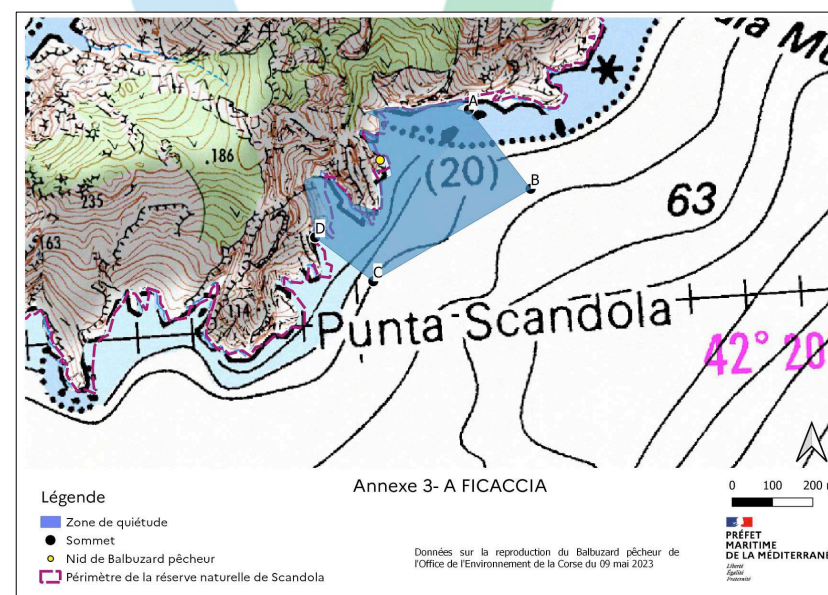 A
.186
(20)
B
63
235
163
D
C
114
Punta-Scandola
42° 20
Annexe 3- A FICACCIA
Légende
Zone de quiétude
Sommet
Nid de Balbuzard pêcheur
Périmètre de la réserve naturelle de Scandola
Données sur la reproduction du Balbuzard pêcheur de
l'Office de l'Environnement de la Corse du 09 mai 2023
0 100 200 m
PRÉFET
MARITIME
DE LA MÉDITERRANÉE
Liberté
Égalité
Fraternité